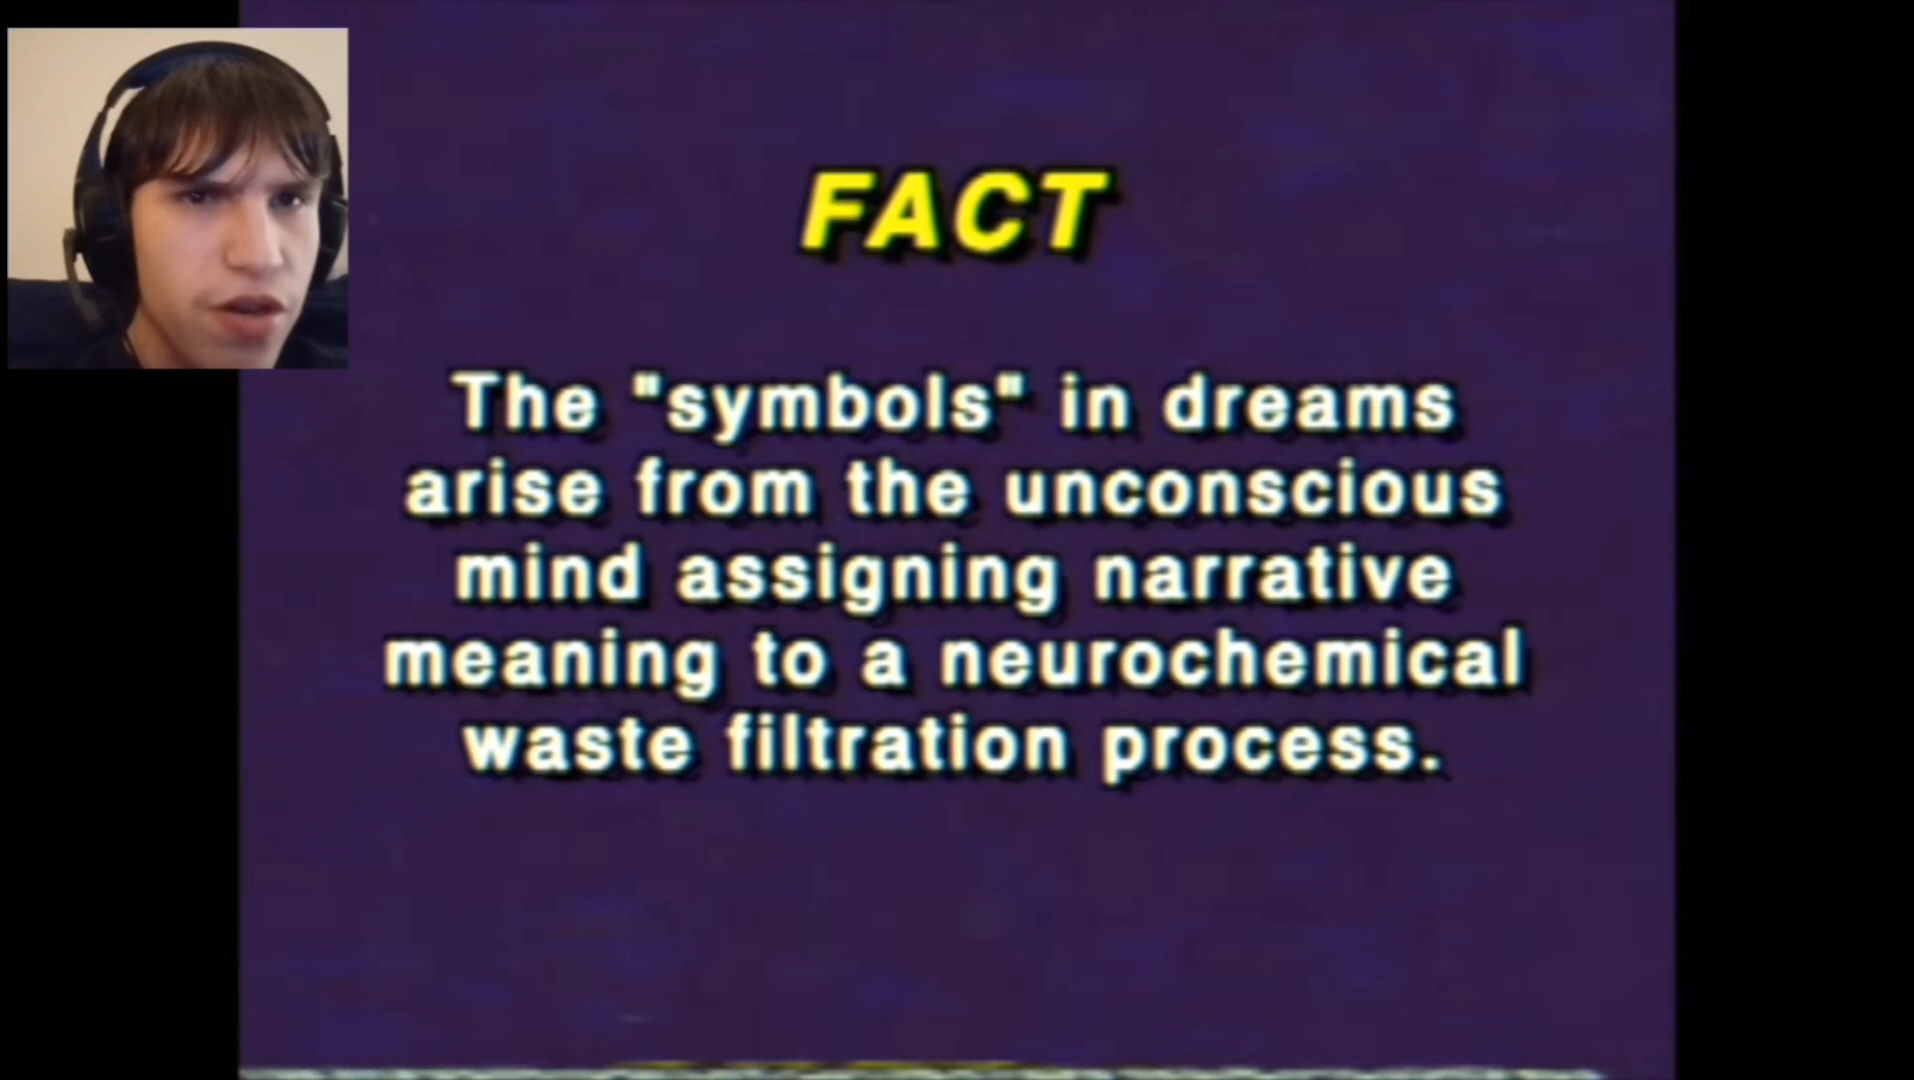 FACT
The "symbols" in dreams
arise from the unconscious
mind assigning narrative
meaning to a neurochemical
waste filtration process.